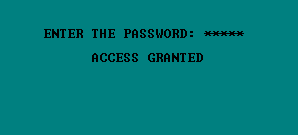 ENTER THE PASSWORD: *****
ACCESS GRANTED